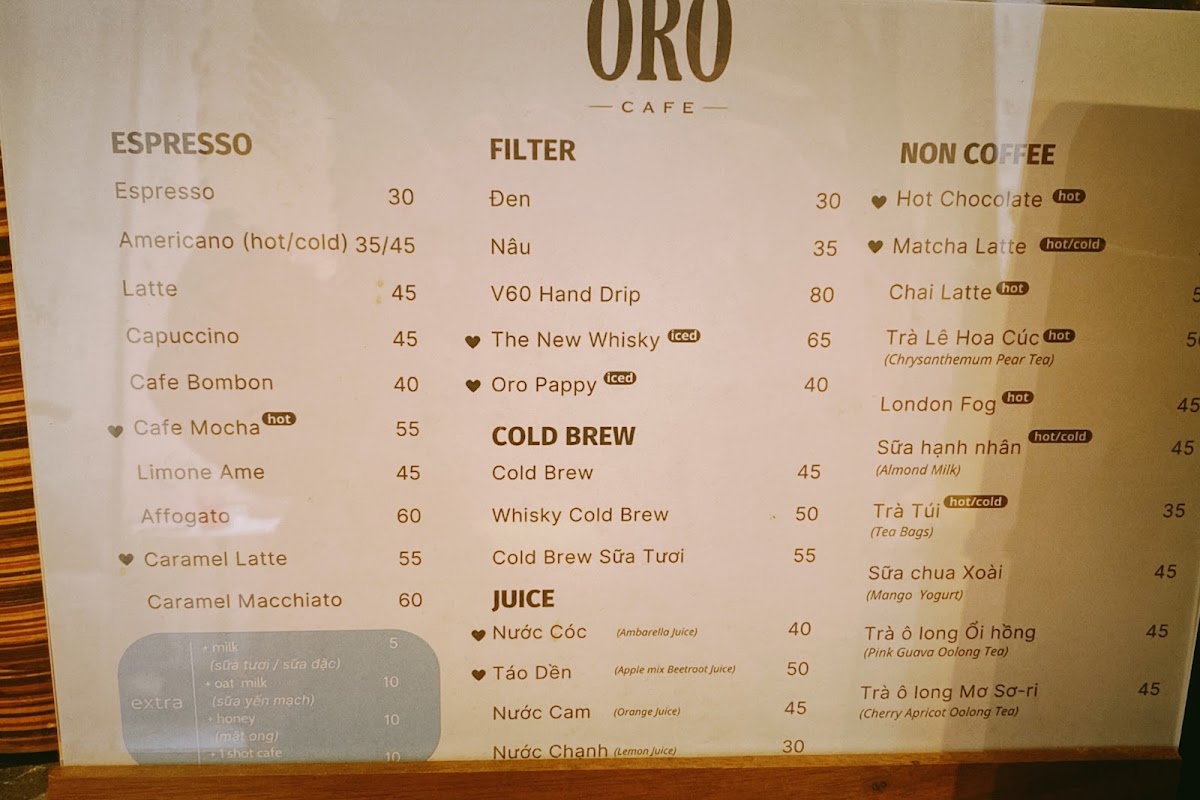 ORO
CAFE
ESPRESSO
Espresso 30
Americano (hot/cold) 35/45
Latte 45
Capuccino 45
Cafe Bombon 40
Cafe Mocha hot 55
Limone Ame 45
Affogato 60
Caramel Latte 55
Caramel Macchiato 60
extra
• milk 5
(sữa tươi / sữa đặc)
• oat milk 10
(sữa yến mạch)
• honey 10
(mật ong)
• 1 shot cafe 10
FILTER
Đen 30
Nâu 35
V60 Hand Drip 80
The New Whisky iced 65
Oro Pappy iced 40
COLD BREW
Cold Brew 45
Whisky Cold Brew 50
Cold Brew Sữa Tươi 55
JUICE
Nước Cóc (Ambarella Juice) 40
Táo Dền (Apple mix Beetroot Juice) 50
Nước Cam (Orange Juice) 45
Nước Chanh (Lemon Juice) 30
NON COFFEE
Hot Chocolate hot
Matcha Latte hot/cold
Chai Latte hot
Trà Lê Hoa Cúc hot
(Chrysanthemum Pear Tea)
London Fog hot 45
Sữa hạnh nhân hot/cold 45
(Almond Milk)
Trà Túi hot/cold 35
(Tea Bags)
Sữa chua Xoài 45
(Mango Yogurt)
Trà ô long Ổi hồng 45
(Pink Guava Oolong Tea)
Trà ô long Mơ Sơ-ri 45
(Cherry Apricot Oolong Tea)